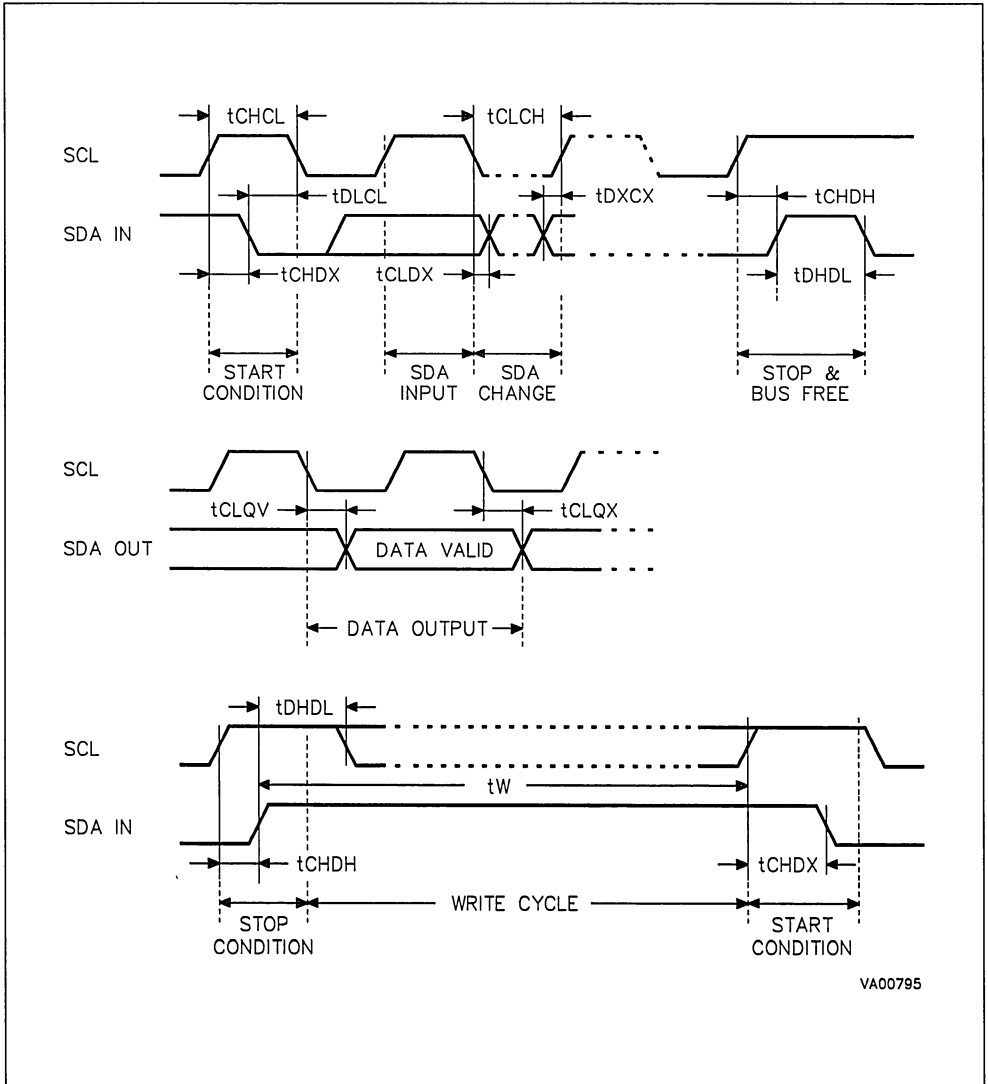 tCHCL
tCLCH
SCL
tDLCL
tDXCX
tCHDH
SDA IN
tCHDX
tCLDX
tDHDL
START
CONDITION
SDA
INPUT
SDA
CHANGE
STOP &
BUS FREE
SCL
tCLQV
tCLQX
SDA OUT
DATA VALID
DATA OUTPUT
tDHDL
SCL
tW
SDA IN
tCHDH
tCHDX
WRITE CYCLE
STOP
CONDITION
START
CONDITION
VA00795